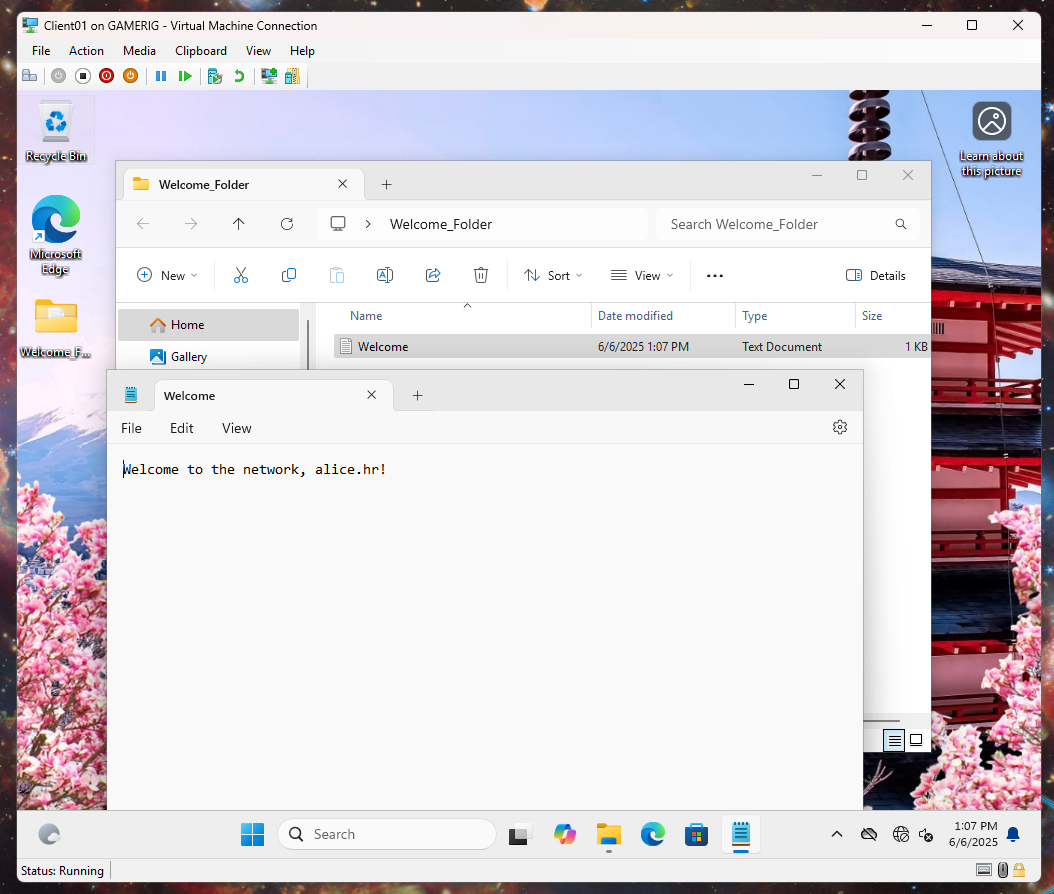 Client01 on GAMERIG - Virtual Machine Connection
File Action Media Clipboard View Help
Recycle Bin
Learn about
this picture
Microsoft
Edge
Welcome_F...
Welcome_Folder
Welcome_Folder
Search Welcome_Folder
New
Sort
View
Details
Home
Gallery
Name Date modified Type Size
Welcome 6/6/2025 1:07 PM Text Document 1 KB
Welcome
File Edit View
Welcome to the network, alice.hr!
Search
1:07 PM
6/6/2025
Status: Running